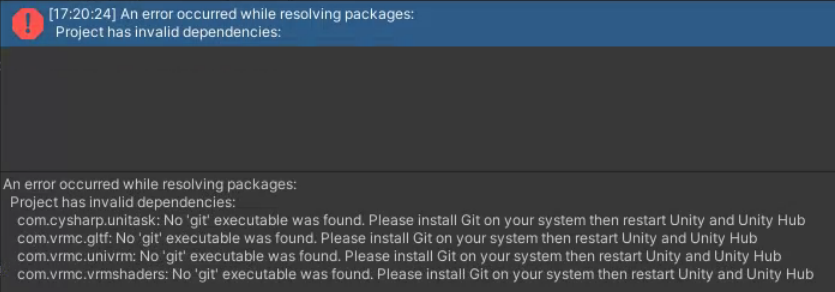 [17:20:24] An error occurred while resolving packages:
Project has invalid dependencies:
An error occurred while resolving packages:
Project has invalid dependencies:
com.cysharp.unitask: No 'git' executable was found. Please install Git on your system then restart Unity and Unity Hub
com.vrmc.gltf: No 'git' executable was found. Please install Git on your system then restart Unity and Unity Hub
com.vrmc.univrm: No 'git' executable was found. Please install Git on your system then restart Unity and Unity Hub
com.vrmc.vrmshaders: No 'git' executable was found. Please install Git on your system then restart Unity and Unity Hub